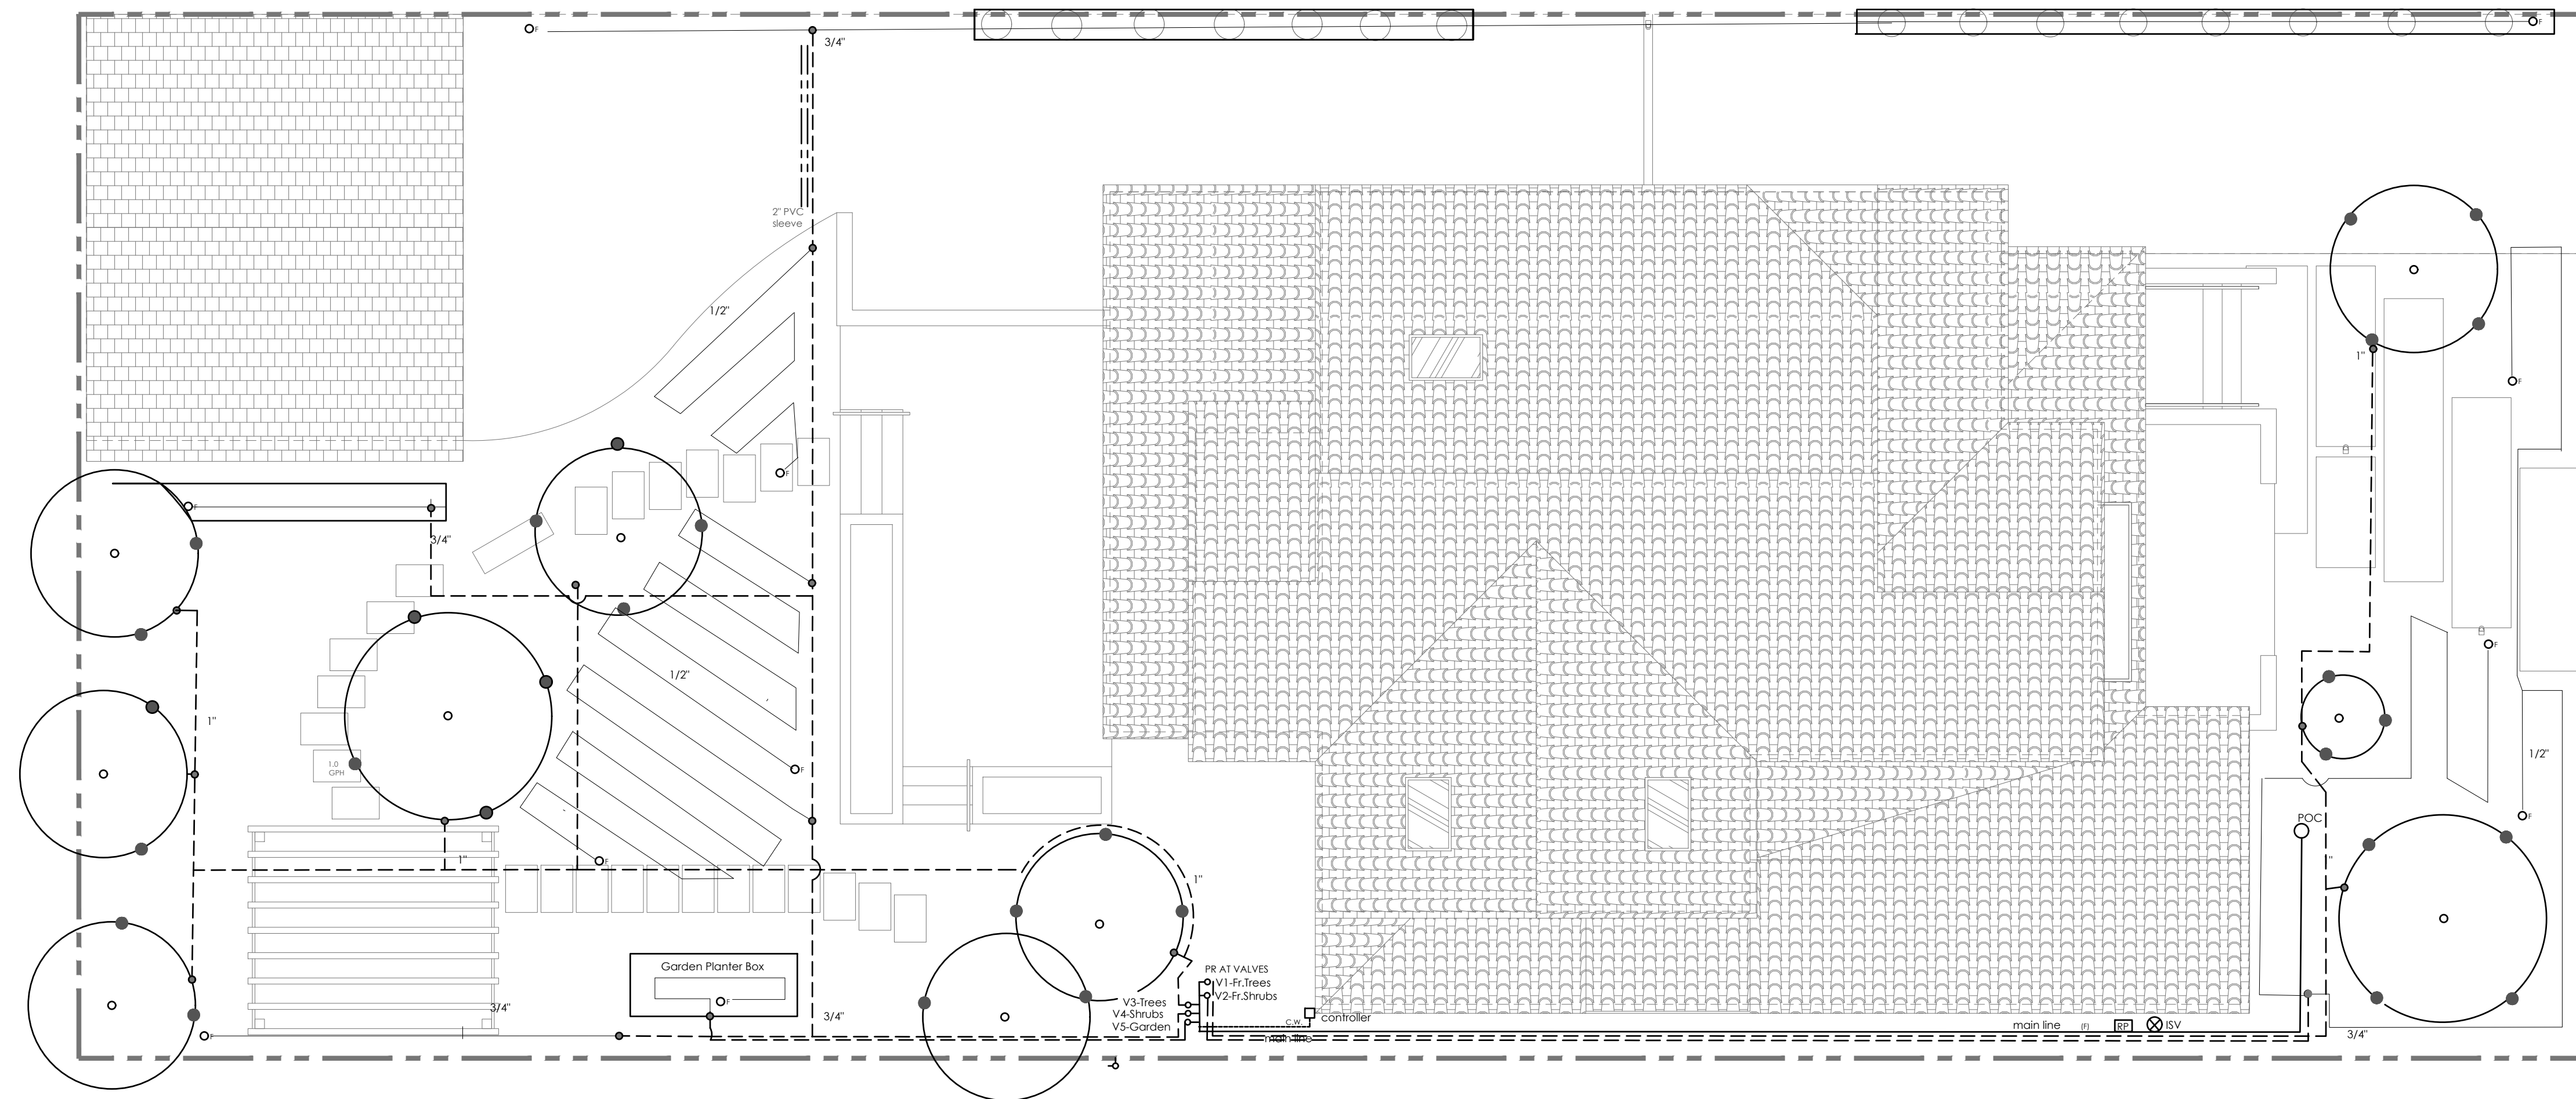 F
3/4"
F
2" PVC
sleeve
1/2"
1"
F
F
F
3/4"
F
1/2"
1"
1/2"
F
1.0
GPH
POC
F
F
1"
1"
"
Garden Planter Box
PR AT VALVES
V1-Fr.Trees
V2-Fr.Shrubs
V3-Trees
V4-Shrubs
V5-Garden
F
3/4"
3/4"
C.W.
controller
main line
main line
(F)
RP
ISV
3/4"
F